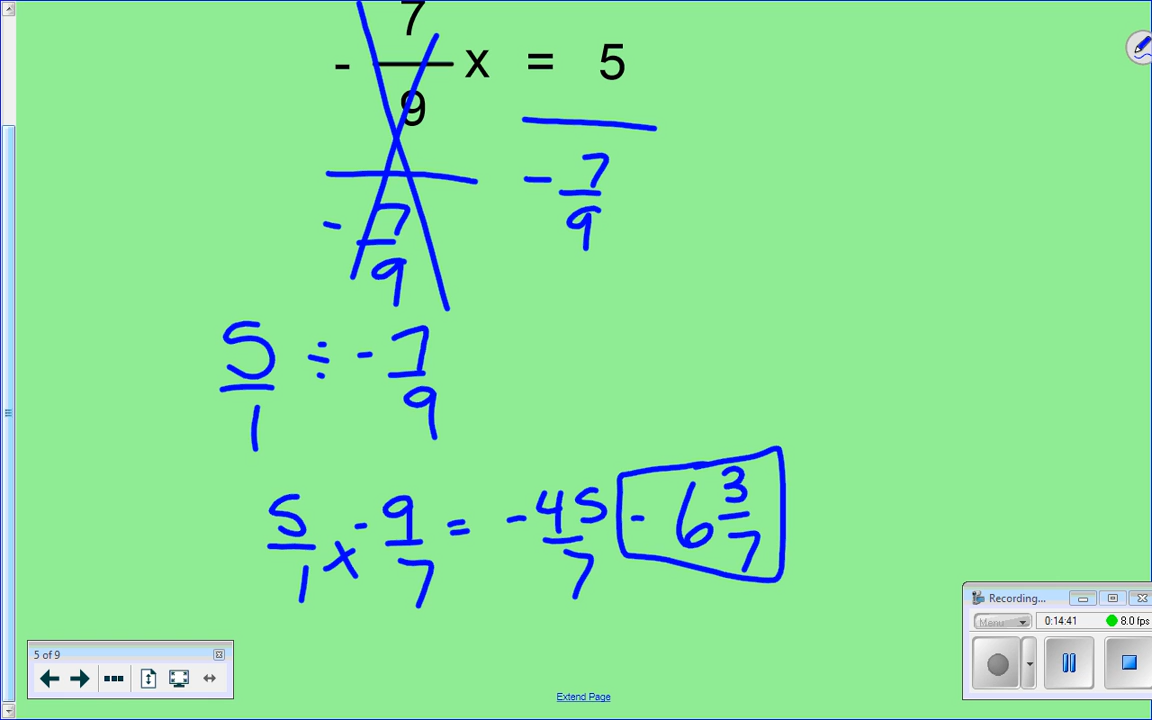 7
- — x = 5
9
- 7/9   - 7/9
5/1 ÷ - 7/9
5/1 x - 9/7 = - 45/7   - 6 3/7
Recording...
Menu
0:14:41 8.0 fps
5 of 9
Extend Page